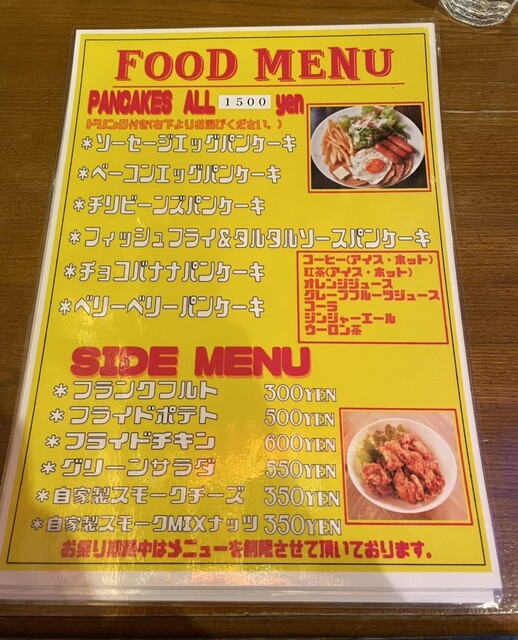 FOOD MENU
PANCAKES ALL 1500 yen
ドリンク付き(右下よりお選びください。)
*ソーセージエッグパンケーキ
*ベーコンエッグパンケーキ
*チリビーンズパンケーキ
*フィッシュフライ&タルタルソースパンケーキ
*チョコバナナパンケーキ
*ベリーベリーパンケーキ
コーヒー(アイス・ホット)
紅茶(アイス・ホット)
オレンジジュース
グレープフルーツジュース
コーラ
ジンジャーエール
ウーロン茶
SIDE MENU
*フランクフルト 300YEN
*フライドポテト 500YEN
*フライドチキン 600YEN
*グリーンサラダ 550YEN
*自家製スモークチーズ 350YEN
*自家製スモークMIXナッツ 350YEN
お祭り期間中はメニューを制限させて頂いております。